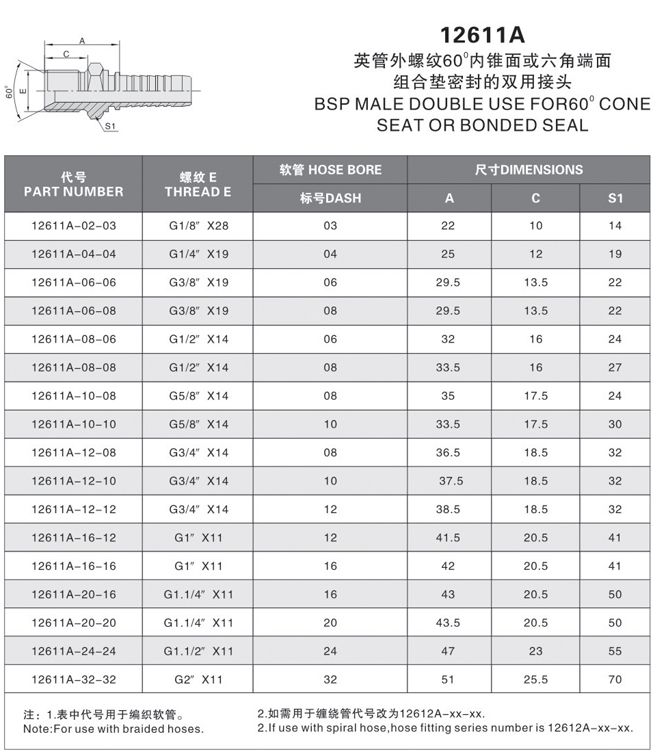 12611A
英管外螺纹60⁰内锥面或六角端面
组合垫密封的双用接头
BSP MALE DOUBLE USE FOR60⁰ CONE
SEAT OR BONDED SEAL
A
C
60⁰
E
S1
代号 螺纹 E 软管 HOSE BORE 尺寸DIMENSIONS
PART NUMBER THREAD E 标号DASH A C S1
12611A-02-03 G1/8″ X28 03 22 10 14
12611A-04-04 G1/4″ X19 04 25 12 19
12611A-06-06 G3/8″ X19 06 29.5 13.5 22
12611A-06-08 G3/8″ X19 08 29.5 13.5 22
12611A-08-06 G1/2″ X14 06 32 16 24
12611A-08-08 G1/2″ X14 08 33.5 16 27
12611A-10-08 G5/8″ X14 08 35 17.5 24
12611A-10-10 G5/8″ X14 10 33.5 17.5 30
12611A-12-08 G3/4″ X14 08 36.5 18.5 32
12611A-12-10 G3/4″ X14 10 37.5 18.5 32
12611A-12-12 G3/4″ X14 12 38.5 18.5 32
12611A-16-12 G1″ X11 12 41.5 20.5 41
12611A-16-16 G1″ X11 16 42 20.5 41
12611A-20-16 G1.1/4″ X11 16 43 20.5 50
12611A-20-20 G1.1/4″ X11 20 43.5 20.5 50
12611A-24-24 G1.1/2″ X11 24 47 23 55
12611A-32-32 G2″ X11 32 51 25.5 70
注：1.表中代号用于编织软管。 2.如需用于缠绕管代号改为12612A-xx-xx.
Note:For use with braided hoses. 2.If use with spiral hose,hose fitting series number is 12612A-xx-xx.